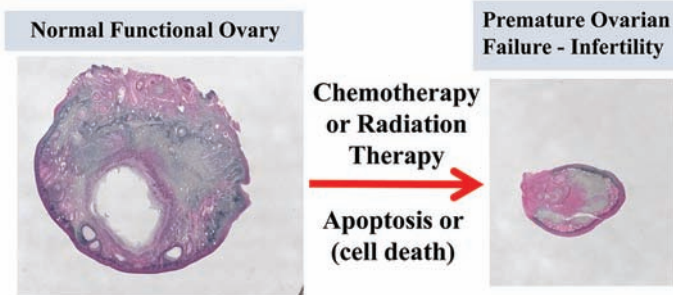 Normal Functional Ovary
Premature Ovarian
Failure - Infertility
Chemotherapy
or Radiation
Therapy
Apoptosis or
(cell death)